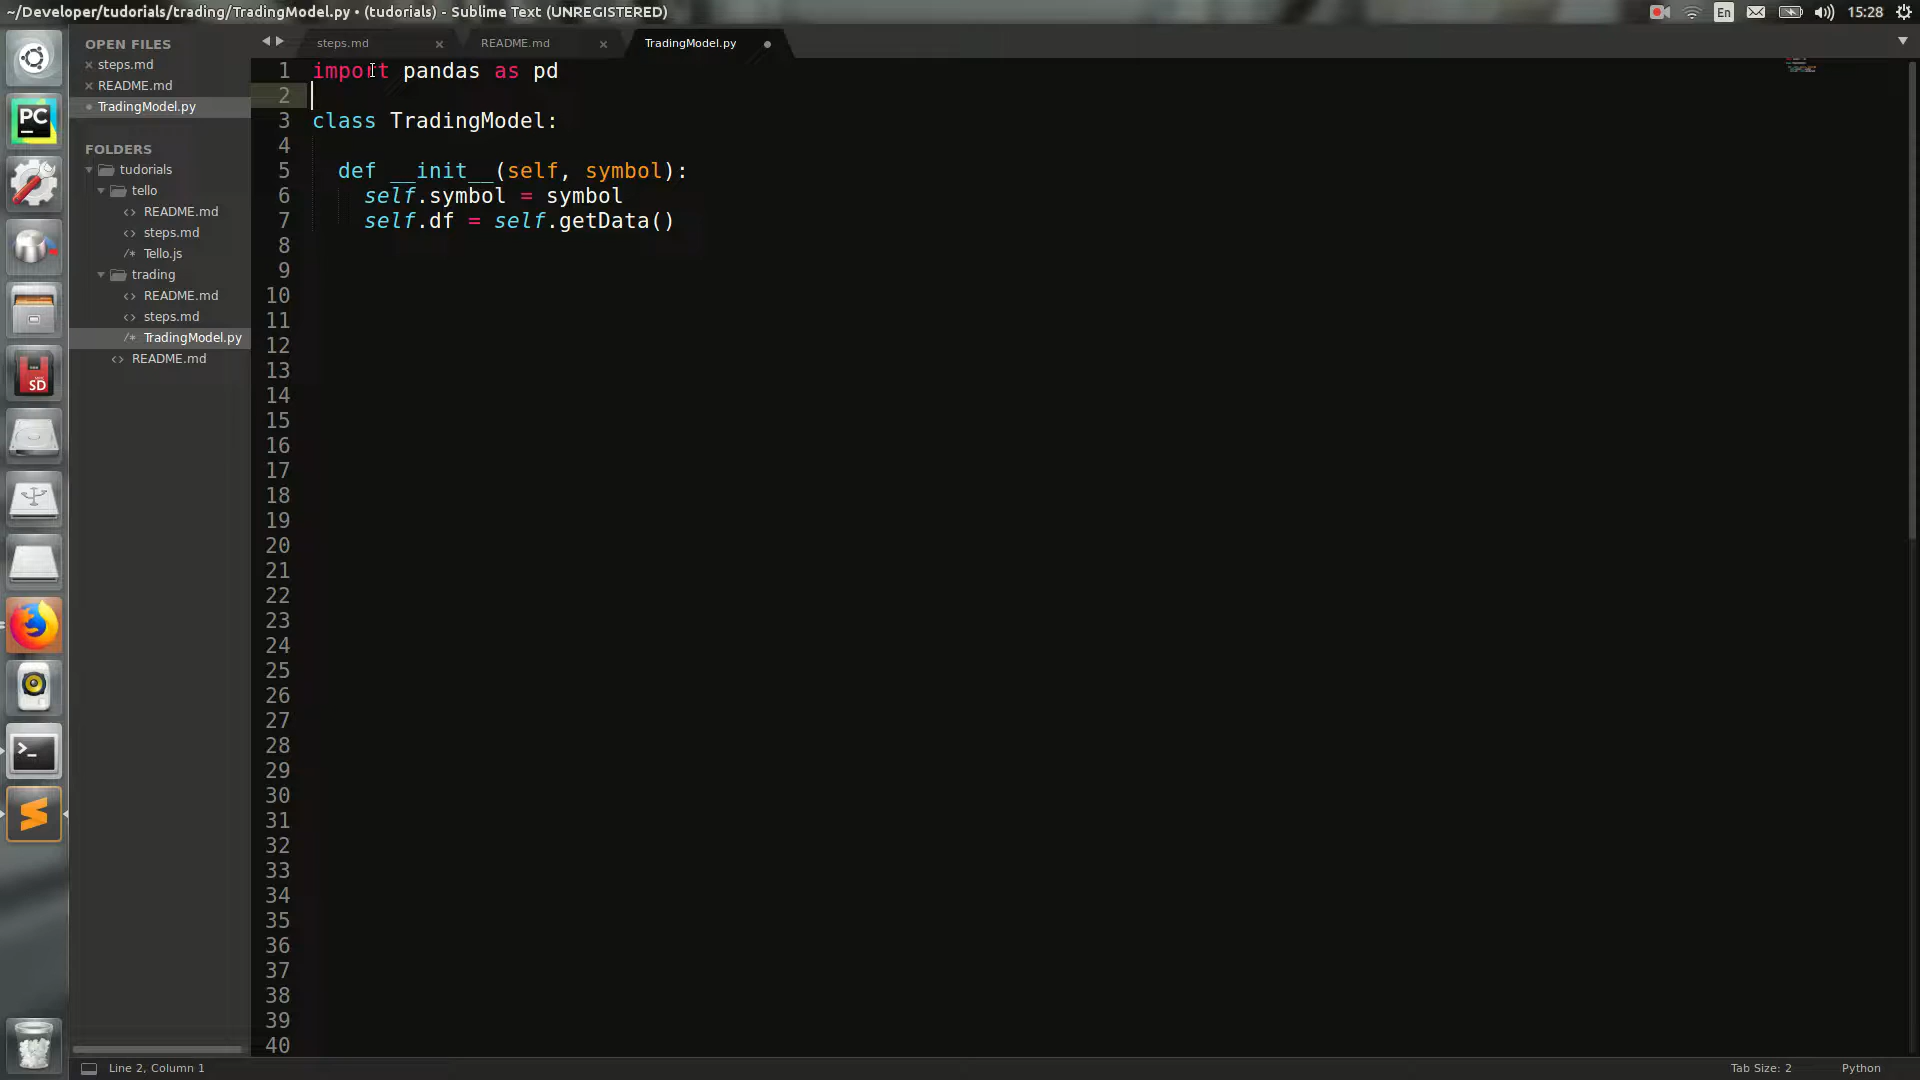 ~/Developer/tudorials/trading/TradingModel.py • (tudorials) - Sublime Text (UNREGISTERED)
En
15:28
OPEN FILES
steps.md
README.md
TradingModel.py
FOLDERS
tudorials
tello
README.md
steps.md
Tello.js
trading
README.md
steps.md
TradingModel.py
README.md
PC
SD
steps.md
README.md
TradingModel.py
1 import pandas as pd
2
3 class TradingModel:
4
5 def __init__(self, symbol):
6 self.symbol = symbol
7 self.df = self.getData()
8
9
10
11
12
13
14
15
16
17
18
19
20
21
22
23
24
25
26
27
28
29
30
31
32
33
34
35
36
37
38
39
40
Line 2, Column 1
Tab Size: 2
Python